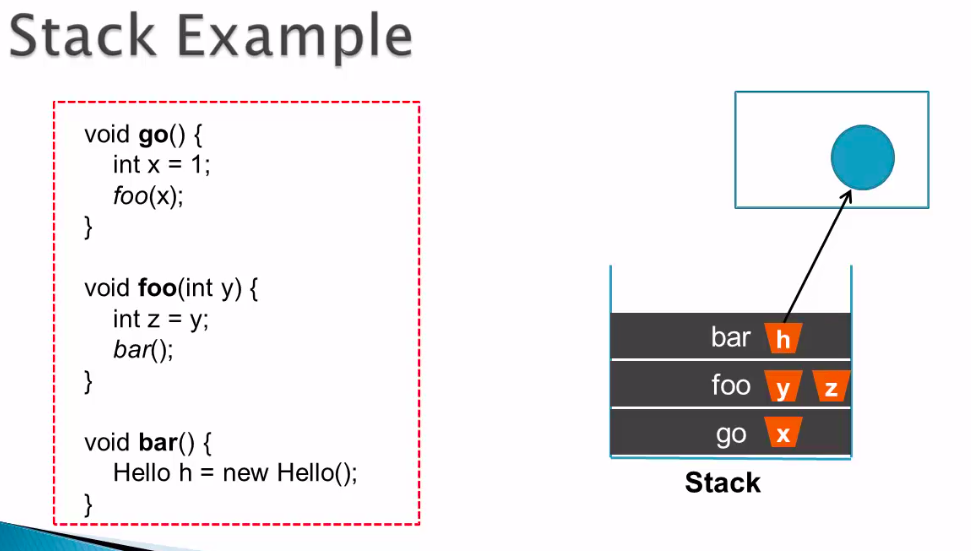 Stack Example
void go() {
int x = 1;
foo(x);
}
void foo(int y) {
int z = y;
bar();
}
void bar() {
Hello h = new Hello();
}
bar h
foo y z
go x
Stack